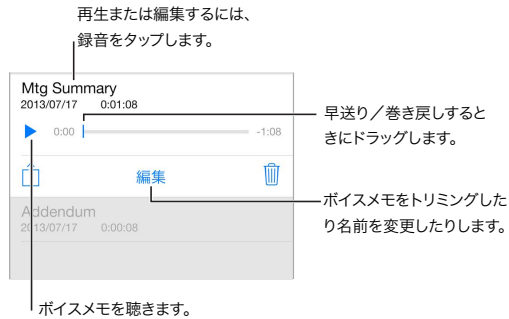 再生または編集するには、
録音をタップします。
Mtg Summary
2013/07/17 0:01:08
0:00 -1:08
早送り／巻き戻しすると
きにドラッグします。
編集
ボイスメモをトリミングした
り名前を変更したりします。
Addendum
2013/07/17 0:00:08
ボイスメモを聴きます。